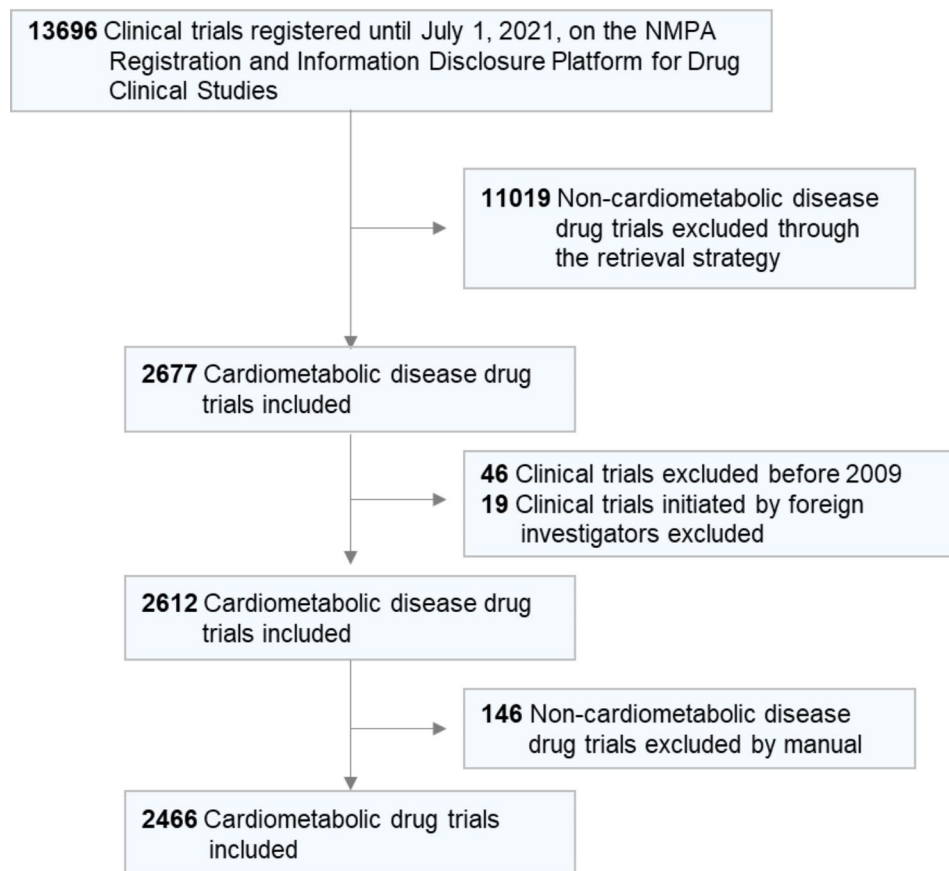 13696 Clinical trials registered until July 1, 2021, on the NMPA
Registration and Information Disclosure Platform for Drug
Clinical Studies
11019 Non-cardiometabolic disease
drug trials excluded through
the retrieval strategy
2677 Cardiometabolic disease drug
trials included
46 Clinical trials excluded before 2009
19 Clinical trials initiated by foreign
investigators excluded
2612 Cardiometabolic disease drug
trials included
146 Non-cardiometabolic disease
drug trials excluded by manual
2466 Cardiometabolic drug trials
included